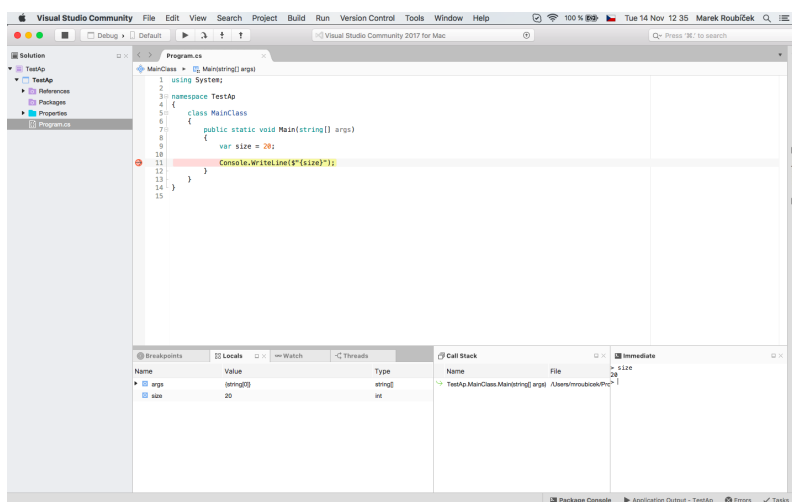 Visual Studio Community File Edit View Search Project Build Run Version Control Tools Window Help 100 % Tue 14 Nov 12 35 Marek Roubíček
Debug › Default Visual Studio Community 2017 for Mac Press '⌘.' to search
Solution
TestAp
TestAp
References
Packages
Properties
Program.cs
Program.cs
MainClass ▸ Main(string[] args)
1 using System;
2
3 namespace TestAp
4 {
5 class MainClass
6 {
7 public static void Main(string[] args)
8 {
9 var size = 20;
10
11 Console.WriteLine($"{size}");
12 }
13 }
14 }
15
Breakpoints Locals Watch Threads
Name Value Type
args {string[0]} string[]
size 20 int
Call Stack
Name File
TestAp.MainClass.Main(string[] args) /Users/mroubicek/Prc
Immediate
> size
20
>
Package Console Application Output - TestAp Errors Tasks